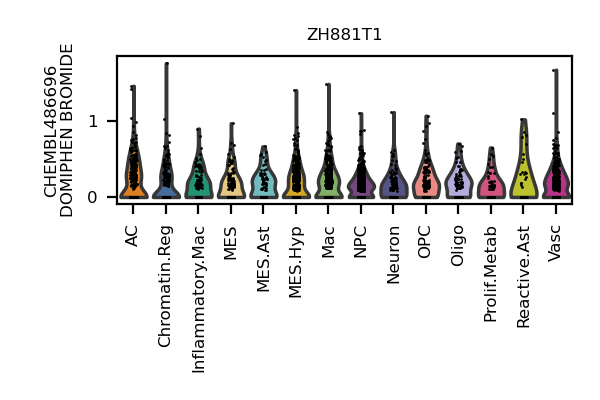 ZH881T1
CHEMBL486696
DOMIPHEN BROMIDE
1
0
AC
Chromatin.Reg
Inflammatory.Mac
MES
MES.Ast
MES.Hyp
Mac
NPC
Neuron
OPC
Oligo
Prolif.Metab
Reactive.Ast
Vasc